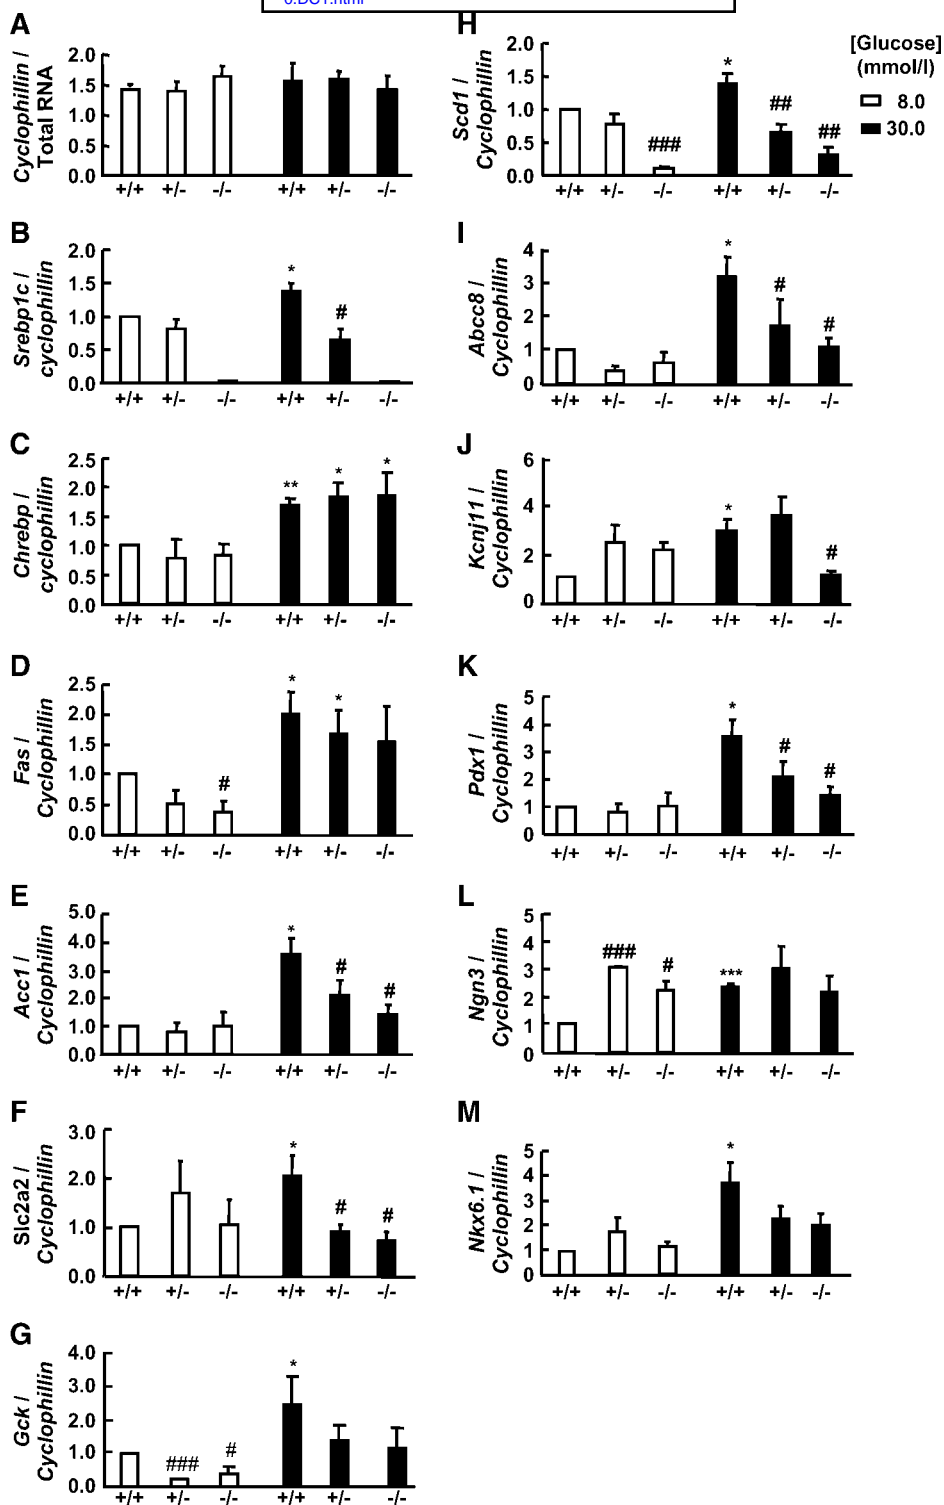 0.DC1.html
A
Cyclophillin /
Total RNA
2.0
1.5
1.0
0.5
0
+/+ +/- -/- +/+ +/- -/-
B
Srebp1c /
cyclophillin
2.0
1.5
1.0
0.5
0.0
* #
+/+ +/- -/- +/+ +/- -/-
C
Chrebp /
cyclophillin
2.5
2.0
1.5
1.0
0.5
0.0
** * *
+/+ +/- -/- +/+ +/- -/-
D
Fas /
Cyclophillin
2.5
2.0
1.5
1.0
0.5
0.0
# * *
+/+ +/- -/- +/+ +/- -/-
E
Acc1 /
Cyclophillin
5.0
4.0
3.0
2.0
1.0
0.0
* # #
+/+ +/- -/- +/+ +/- -/-
F
Slc2a2 /
Cyclophillin
3.0
2.0
1.0
0.0
* # #
+/+ +/- -/- +/+ +/- -/-
G
Gck /
Cyclophillin
4.0
3.0
2.0
1.0
0.0
### # *
+/+ +/- -/- +/+ +/- -/-
H
Scd1 /
Cyclophillin
2.0
1.5
1.0
0.5
0.0
### * ## ##
+/+ +/- -/- +/+ +/- -/-
[Glucose]
(mmol/l)
8.0
30.0
I
Abcc8 /
Cyclophillin
4
3
2
1
0
* # #
+/+ +/- -/- +/+ +/- -/-
J
Kcnj11 /
Cyclophillin
6
4
2
0
* #
+/+ +/- -/- +/+ +/- -/-
K
Pdx1 /
Cyclophillin
5
4
3
2
1
0
* # #
+/+ +/- -/- +/+ +/- -/-
L
Ngn3 /
Cyclophillin
5
4
3
2
1
0
### # ***
+/+ +/- -/- +/+ +/- -/-
M
Nkx6.1 /
Cyclophillin
5
4
3
2
1
0
*
+/+ +/- -/- +/+ +/- -/-